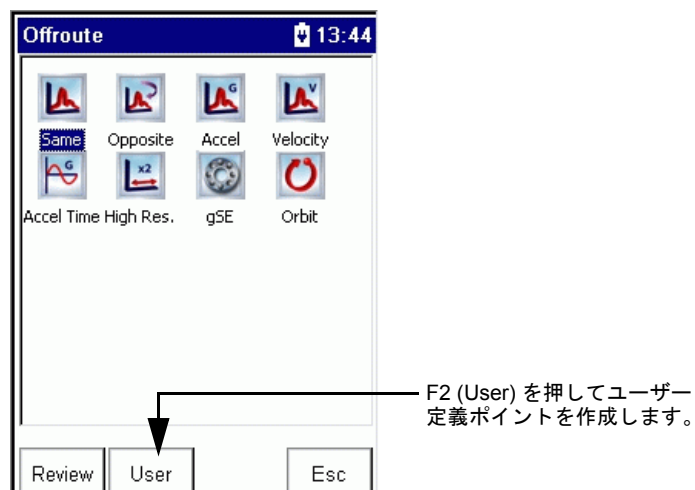 Offroute 13:44
Same Opposite Accel Velocity
Accel Time High Res. gSE Orbit
F2 (User) を押してユーザー
定義ポイントを作成します。
Review User Esc